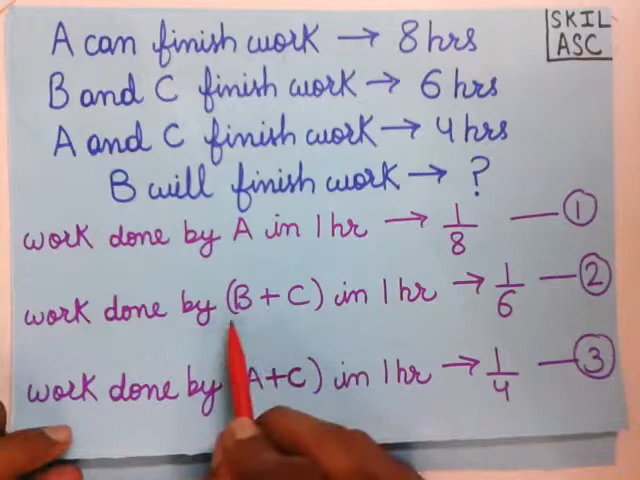 A can finish work → 8 hrs
SKIL
ASC
B and C finish work → 6 hrs
A and C finish work → 4 hrs
B will finish work → ?
work done by A in 1 hr → 1/8 — 1
work done by (B + C) in 1 hr → 1/6 — 2
work done by A+C) in 1 hr → 1/4 — 3